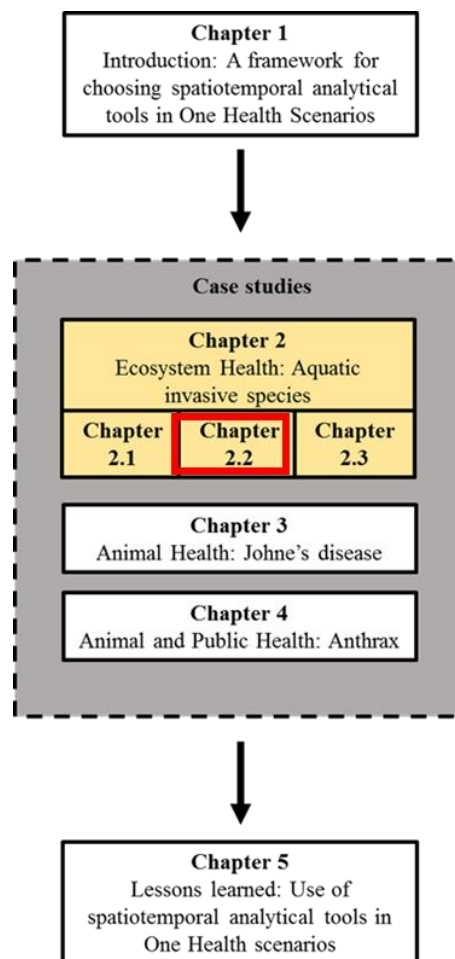 Chapter 1
Introduction: A framework for
choosing spatiotemporal analytical
tools in One Health Scenarios
Case studies
Chapter 2
Ecosystem Health: Aquatic
invasive species
Chapter
2.1
Chapter
2.2
Chapter
2.3
Chapter 3
Animal Health: Johne's disease
Chapter 4
Animal and Public Health: Anthrax
Chapter 5
Lessons learned: Use of
spatiotemporal analytical tools in
One Health scenarios